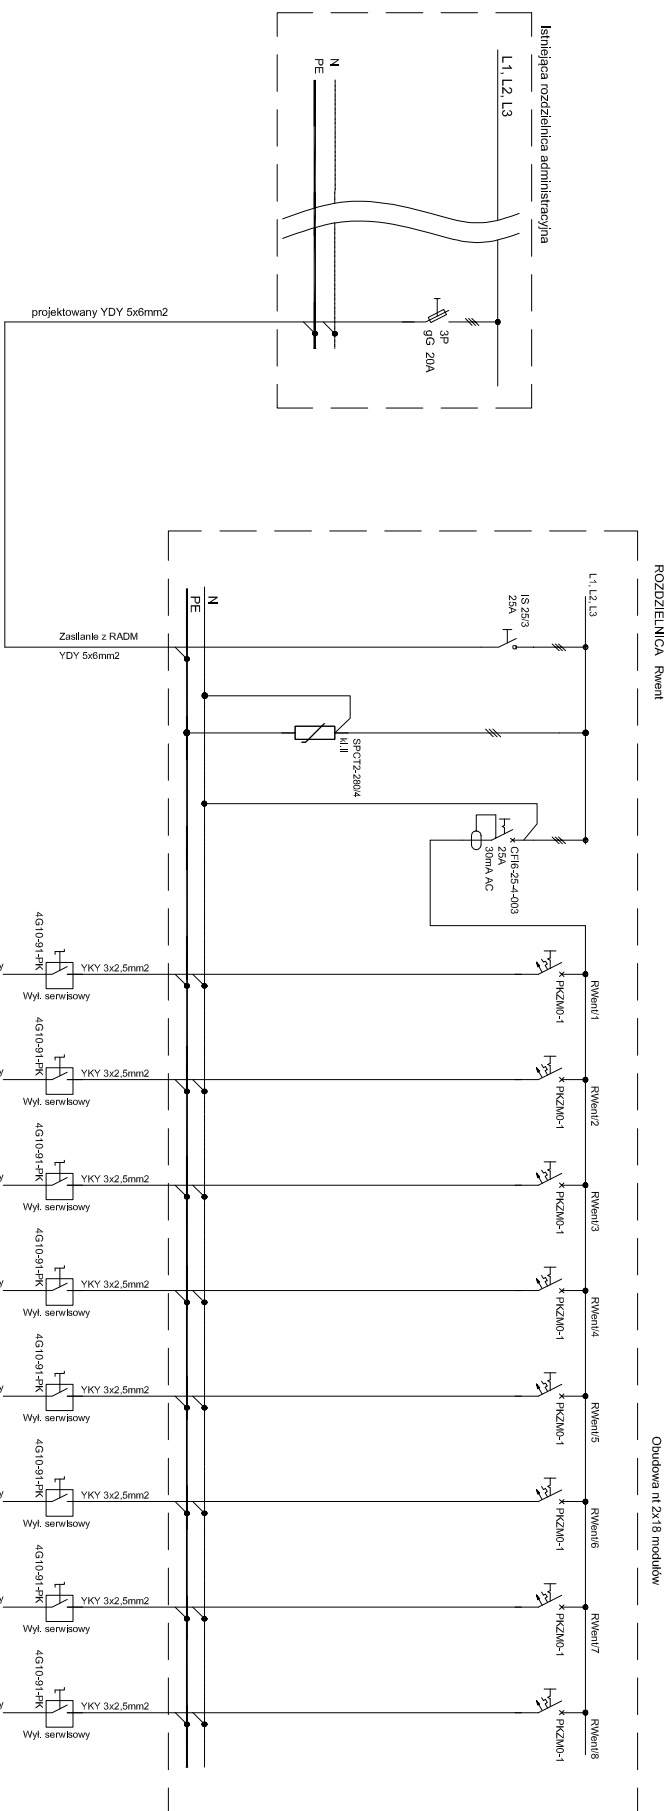 Istniejąca rozdzielnica administracyjna
L1, L2, L3
N
PE
3P
gG 20A
projektowany YDY 5x6mm2
ROZDZIELNICA Rwent
Obudowa nt 2x18 modułów
L1, L2, L3
IS 25/3
25A
N
PE
Zasilanie z RADM
YDY 5x6mm2
SPCT2-280/4
kl.II
CFI6-25-4-003
25A
30mA AC
RWent/1
PKZM0-1
YKY 3x2,5mm2
4G10-91-PK
Wył. serwisowy
RWent/2
PKZM0-1
YKY 3x2,5mm2
4G10-91-PK
Wył. serwisowy
RWent/3
PKZM0-1
YKY 3x2,5mm2
4G10-91-PK
Wył. serwisowy
RWent/4
PKZM0-1
YKY 3x2,5mm2
4G10-91-PK
Wył. serwisowy
RWent/5
PKZM0-1
YKY 3x2,5mm2
4G10-91-PK
Wył. serwisowy
RWent/6
PKZM0-1
YKY 3x2,5mm2
4G10-91-PK
Wył. serwisowy
RWent/7
PKZM0-1
YKY 3x2,5mm2
4G10-91-PK
Wył. serwisowy
RWent/8
PKZM0-1
YKY 3x2,5mm2
4G10-91-PK
Wył. serwisowy